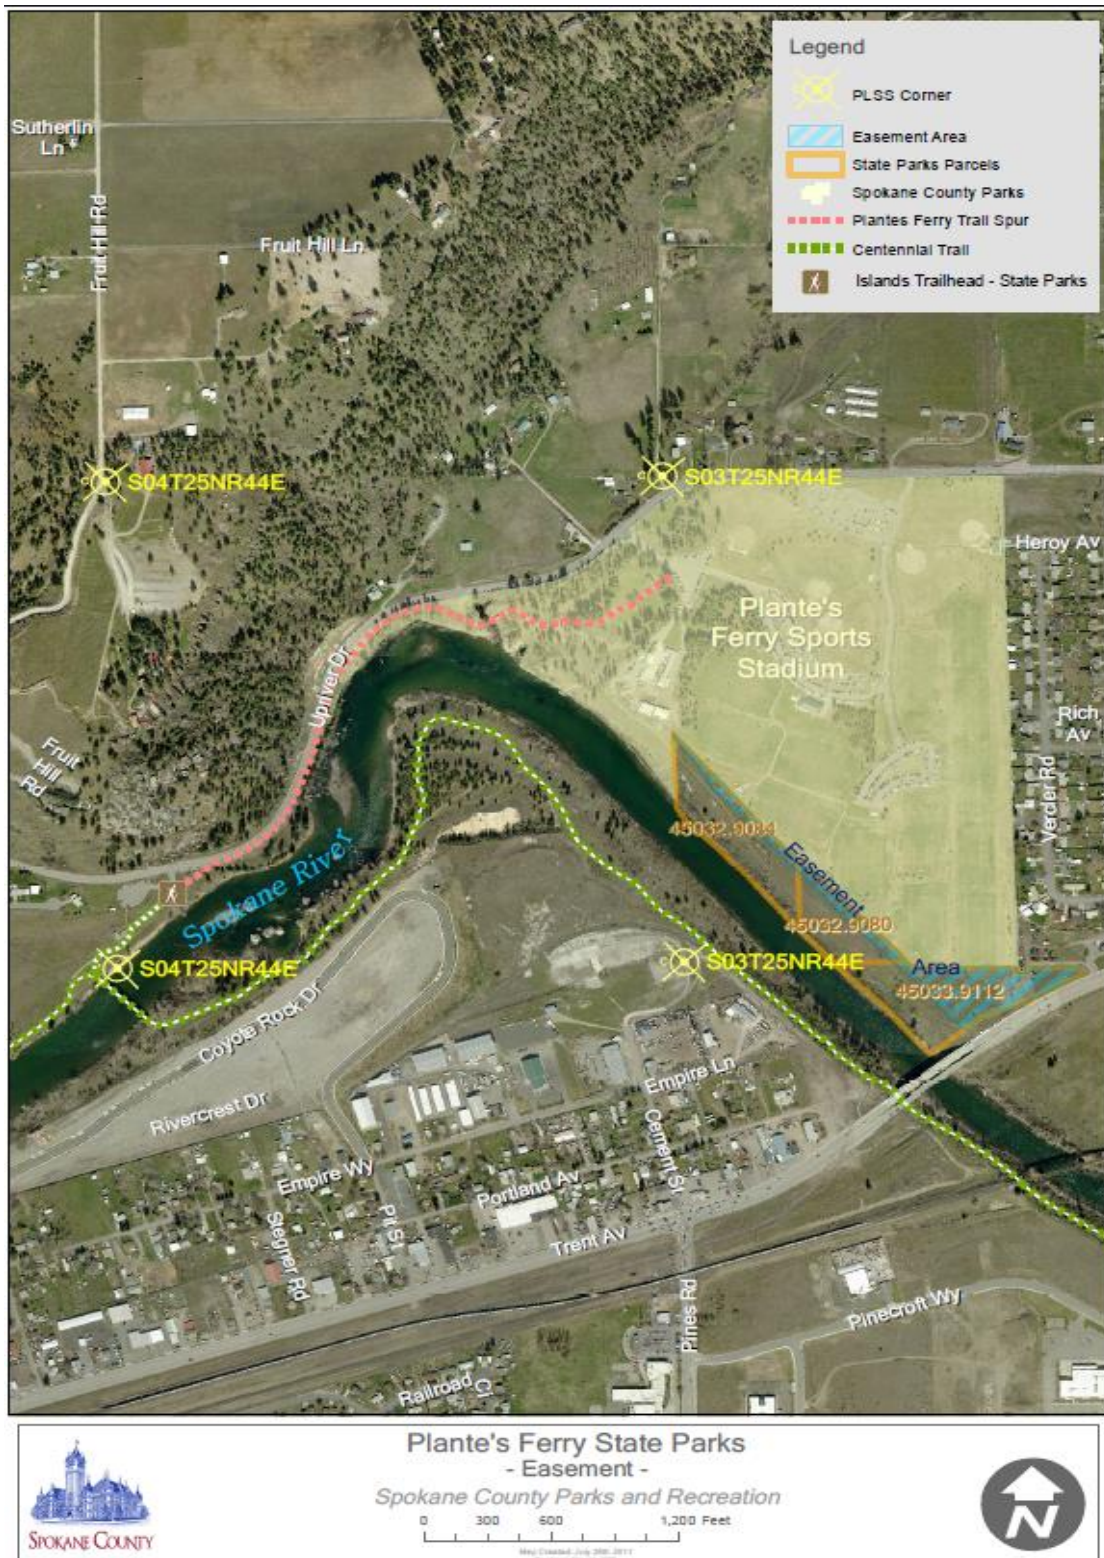 Legend
PLSS Corner
Easement Area
State Parks Parcels
Spokane County Parks
Plantes Ferry Trail Spur
Centennial Trail
Islands Trailhead - State Parks
Sutherlin
Ln
Fruit Hill Rd
Fruit Hill Ln
S04T25NR44E
S03T25NR44E
Heroy Av
Plante's
Ferry Sports
Stadium
Upriver Dr
Rich
Av
Fruit
Hill
Rd
Vercler Rd
45032.9034
Easement
Spokane River
45032.9080
S04T25NR44E
S03T25NR44E
Area
45033.9112
Coyote Rock Dr
Rivercrest Dr
Empire Ln
Cement St
Empire Wy
Portland Av
Pit St
Stegner Rd
Trent Av
Pines Rd
Pinecroft Wy
Railroad
Ct
Plante's Ferry State Parks
- Easement -
Spokane County Parks and Recreation
0 300 600 1,200 Feet
SPOKANE COUNTY
N